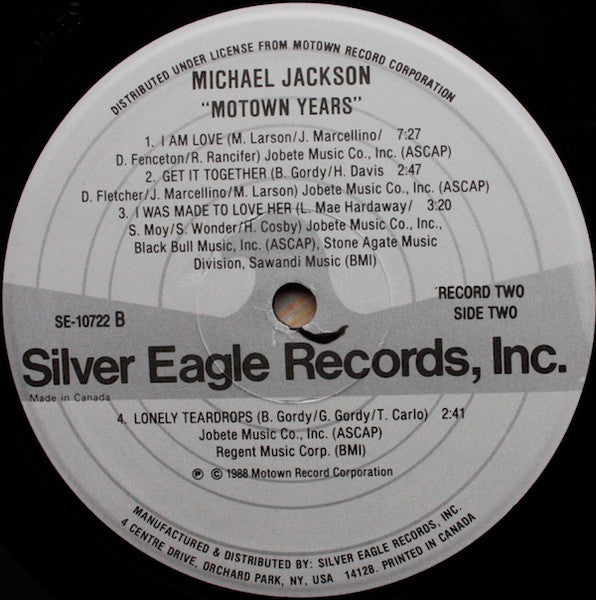 DISTRIBUTED UNDER LICENSE FROM MOTOWN RECORD CORPORATION
MICHAEL JACKSON
"MOTOWN YEARS"
1. I AM LOVE (M. Larson/J. Marcellino/ 7:27
D. Fenceton/R. Rancifer) Jobete Music Co., Inc. (ASCAP)
2. GET IT TOGETHER (B. Gordy/H. Davis 2:47
D. Fletcher/J. Marcellino/M. Larson) Jobete Music Co., Inc. (ASCAP)
3. I WAS MADE TO LOVE HER (L. Mae Hardaway/ 3:20
S. Moy/S. Wonder/H. Cosby) Jobete Music Co., Inc.,
Black Bull Music, Inc. (ASCAP), Stone Agate Music
Division, Sawandi Music (BMI)
SE-10722 B
RECORD TWO
SIDE TWO
Silver Eagle Records, Inc.
Made in Canada
4. LONELY TEARDROPS (B. Gordy/G. Gordy/T. Carlo) 2:41
Jobete Music Co., Inc. (ASCAP)
Regent Music Corp. (BMI)
℗ © 1988 Motown Record Corporation
MANUFACTURED & DISTRIBUTED BY: SILVER EAGLE RECORDS, INC.
4 CENTRE DRIVE, ORCHARD PARK, NY, USA 14128. PRINTED IN CANADA